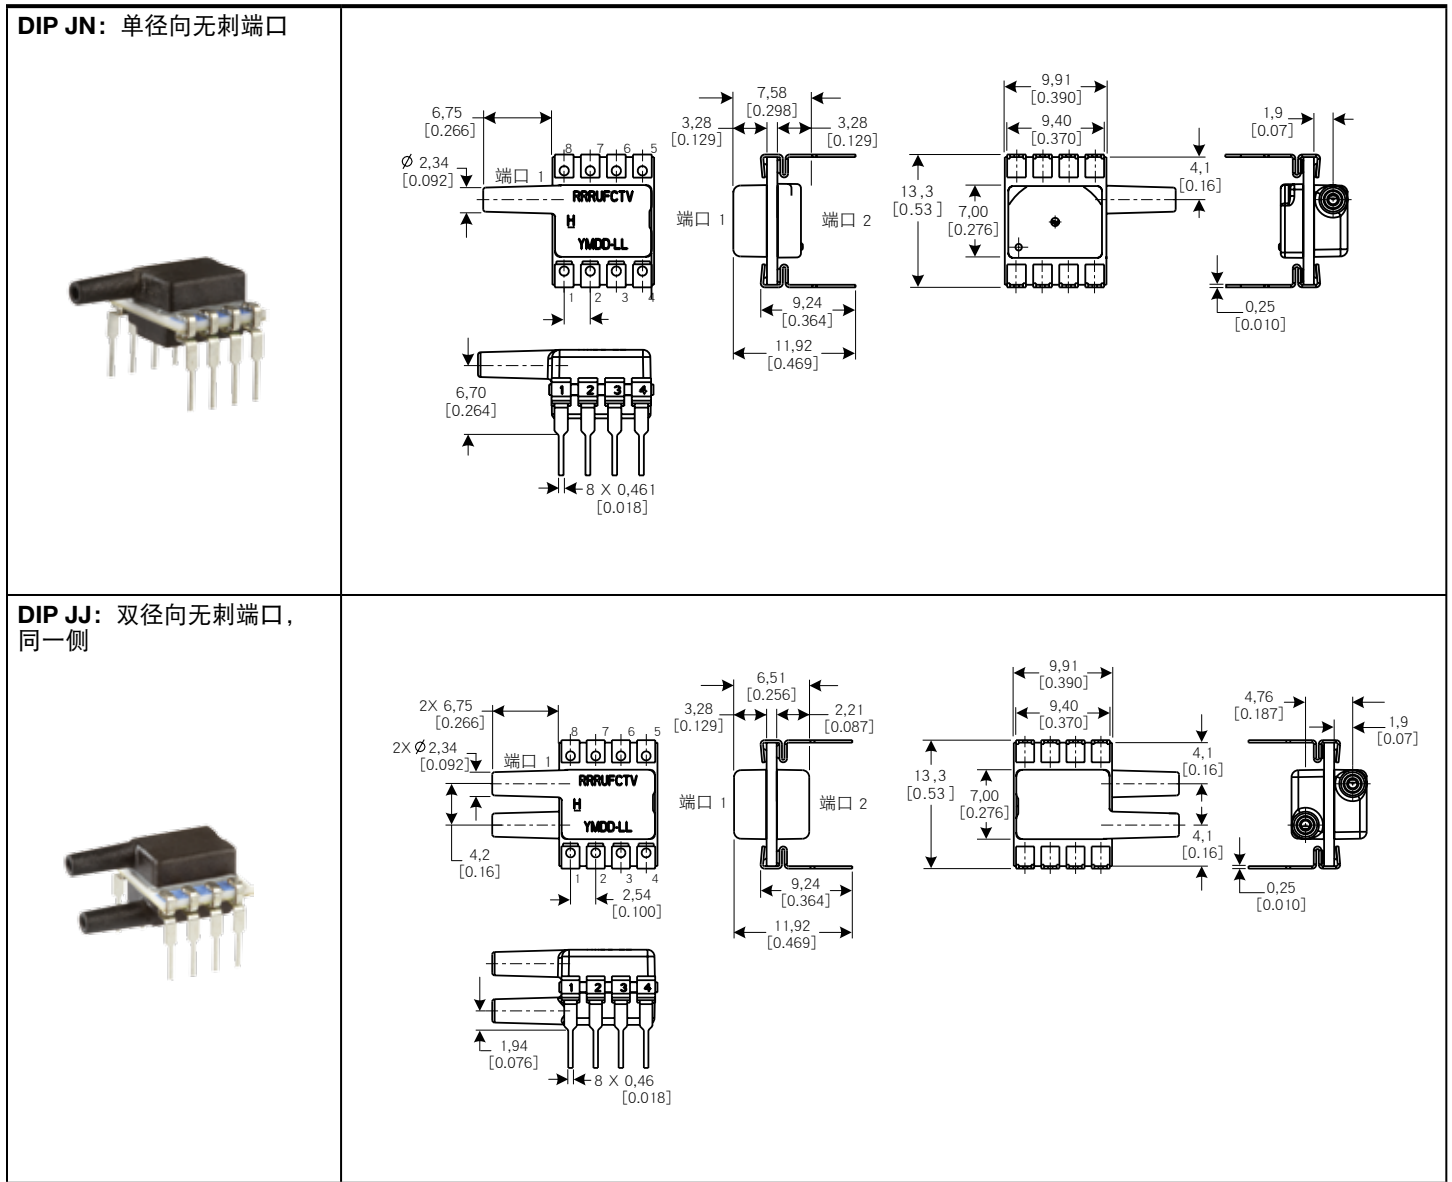 DIP JN：单径向无刺端口
6,75
[0.266]
Ø 2,34
[0.092]
端口 1
8 7 6 5
RRRUFCTV
H
YMDD-LL
1 2 3 4
7,58
[0.298]
3,28
[0.129]
3,28
[0.129]
端口 1
端口 2
9,24
[0.364]
11,92
[0.469]
9,91
[0.390]
9,40
[0.370]
13,3
[0.53 ]
7,00
[0.276]
4,1
[0.16]
1,9
[0.07]
0,25
[0.010]
6,70
[0.264]
1 2 3 4
8 X 0,461
[0.018]
DIP JJ：双径向无刺端口，
同一侧
2X 6,75
[0.266]
2X Ø 2,34
[0.092]
端口 1
8 7 6 5
RRRUFCTV
H
YMDD-LL
1 2 3 4
4,2
[0.16]
2,54
[0.100]
6,51
[0.256]
3,28
[0.129]
2,21
[0.087]
端口 1
端口 2
9,24
[0.364]
11,92
[0.469]
9,91
[0.390]
9,40
[0.370]
13,3
[0.53 ]
7,00
[0.276]
4,1
[0.16]
4,1
[0.16]
4,76
[0.187]
1,9
[0.07]
0,25
[0.010]
1 2 3 4
1,94
[0.076]
8 X 0,46
[0.018]